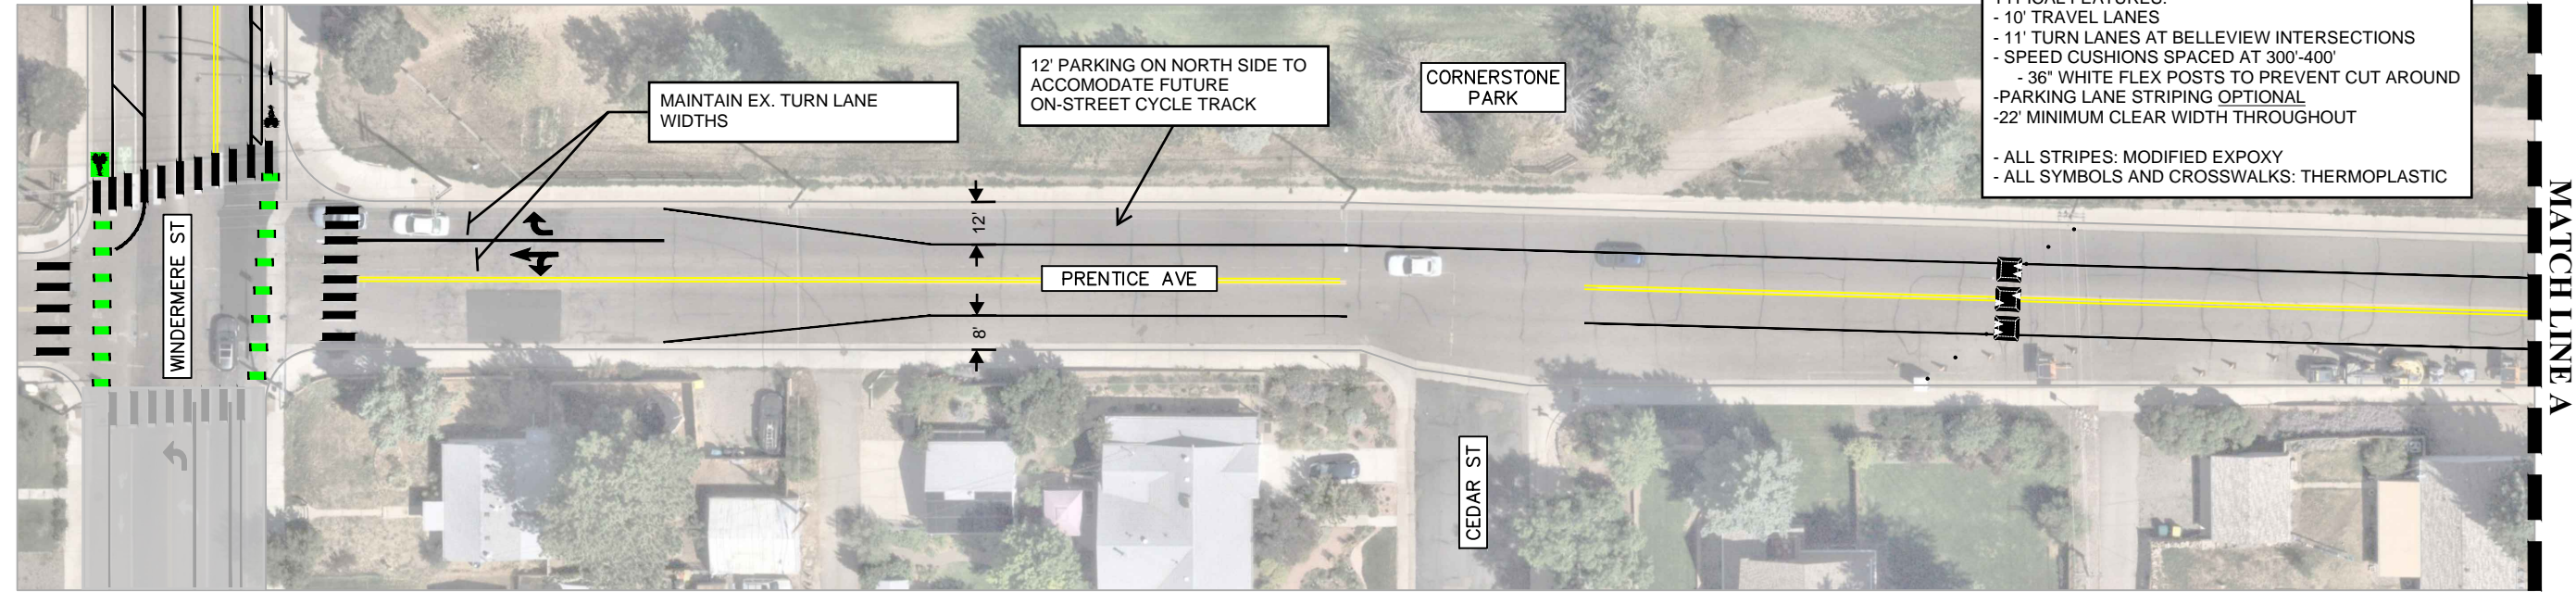 TYPICAL FEATURES:
- 10' TRAVEL LANES
- 11' TURN LANES AT BELLEVIEW INTERSECTIONS
- SPEED CUSHIONS SPACED AT 300'-400'
- 36" WHITE FLEX POSTS TO PREVENT CUT AROUND
-PARKING LANE STRIPING OPTIONAL
-22' MINIMUM CLEAR WIDTH THROUGHOUT
- ALL STRIPES: MODIFIED EXPOXY
- ALL SYMBOLS AND CROSSWALKS: THERMOPLASTIC
12' PARKING ON NORTH SIDE TO
ACCOMODATE FUTURE
ON-STREET CYCLE TRACK
CORNERSTONE
PARK
MAINTAIN EX. TURN LANE
WIDTHS
WINDERMERE ST
12'
PRENTICE AVE
8'
CEDAR ST
MATCH LINE A